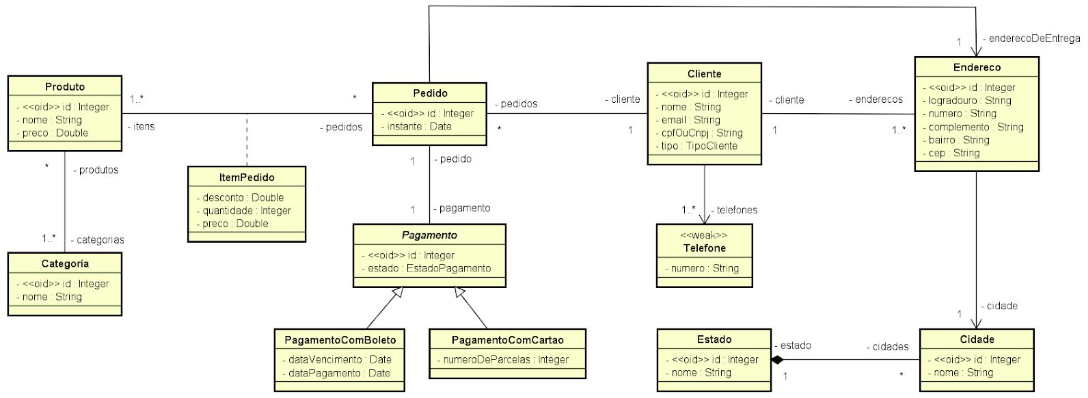 - enderecoDeEntrega
1
Produto
- <<oid>> id : Integer
- nome : String
- preco : Double
1..*
- itens
*
- pedidos
Pedido
- <<oid>> id : Integer
- instante : Date
- pedidos
*
- cliente
1
Cliente
- <<oid>> id : Integer
- nome : String
- email : String
- cpfOuCnpj : String
- tipo : TipoCliente
- cliente
1
- enderecos
1..*
Endereco
- <<oid>> id : Integer
- logradouro : String
- numero : String
- complemento : String
- bairro : String
- cep : String
*
- produtos
1..*
- categorias
ItemPedido
- desconto : Double
- quantidade : Integer
- preco : Double
1
- pedido
1
- pagamento
1..*
- telefones
Categoria
- <<oid>> id : Integer
- nome : String
Pagamento
- <<oid>> id : Integer
- estado : EstadoPagamento
<<weak>>
Telefone
- numero : String
1
- cidade
PagamentoComBoleto
- dataVencimento : Date
- dataPagamento : Date
PagamentoComCartao
- numeroDeParcelas : Integer
Estado
- <<oid>> id : Integer
- nome : String
- estado
1
- cidades
*
Cidade
- <<oid>> id : Integer
- nome : String